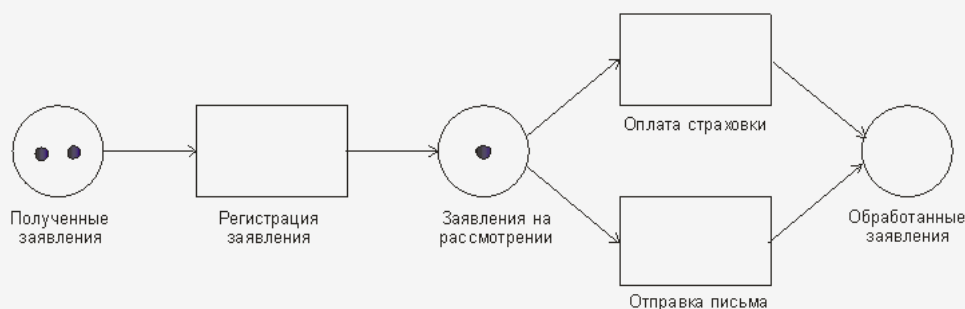 Оплата страховки
Полученные
заявления
Регистрация
заявления
Заявления на
рассмотрении
Обработанные
заявления
Отправка письма